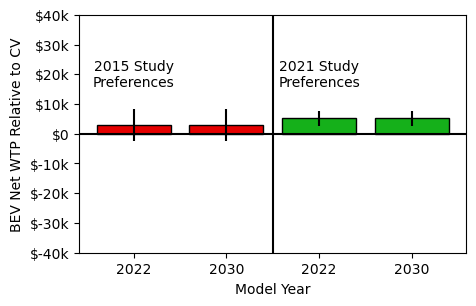 BEV Net WTP Relative to CV
$40k
$30k
$20k
$10k
$0
$-10k
$-20k
$-30k
$-40k
2015 Study
Preferences
2021 Study
Preferences
2022
2030
2022
2030
Model Year